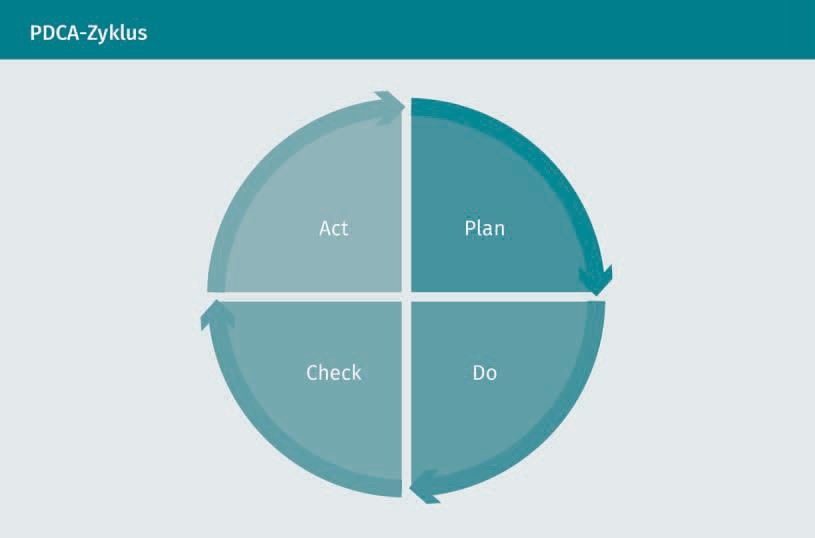 PDCA-Zyklus
Act
Plan
Check
Do